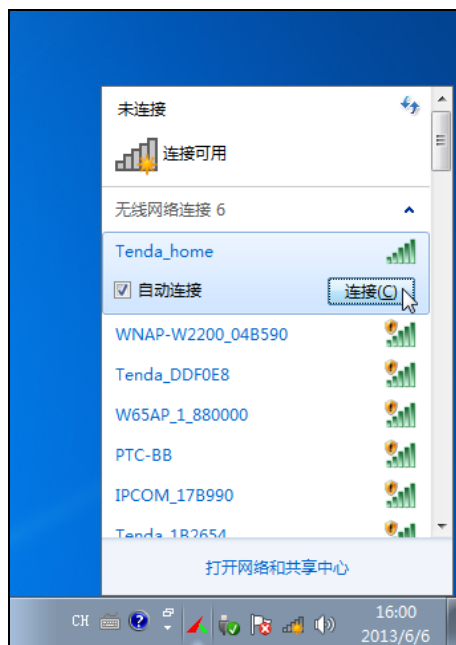 未连接
连接可用
无线网络连接 6
Tenda_home
自动连接
连接(C)
WNAP-W2200_04B590
Tenda_DDF0E8
W65AP_1_880000
PTC-BB
IPCOM_17B990
Tenda_1B2654
打开网络和共享中心
CH
16:00
2013/6/6